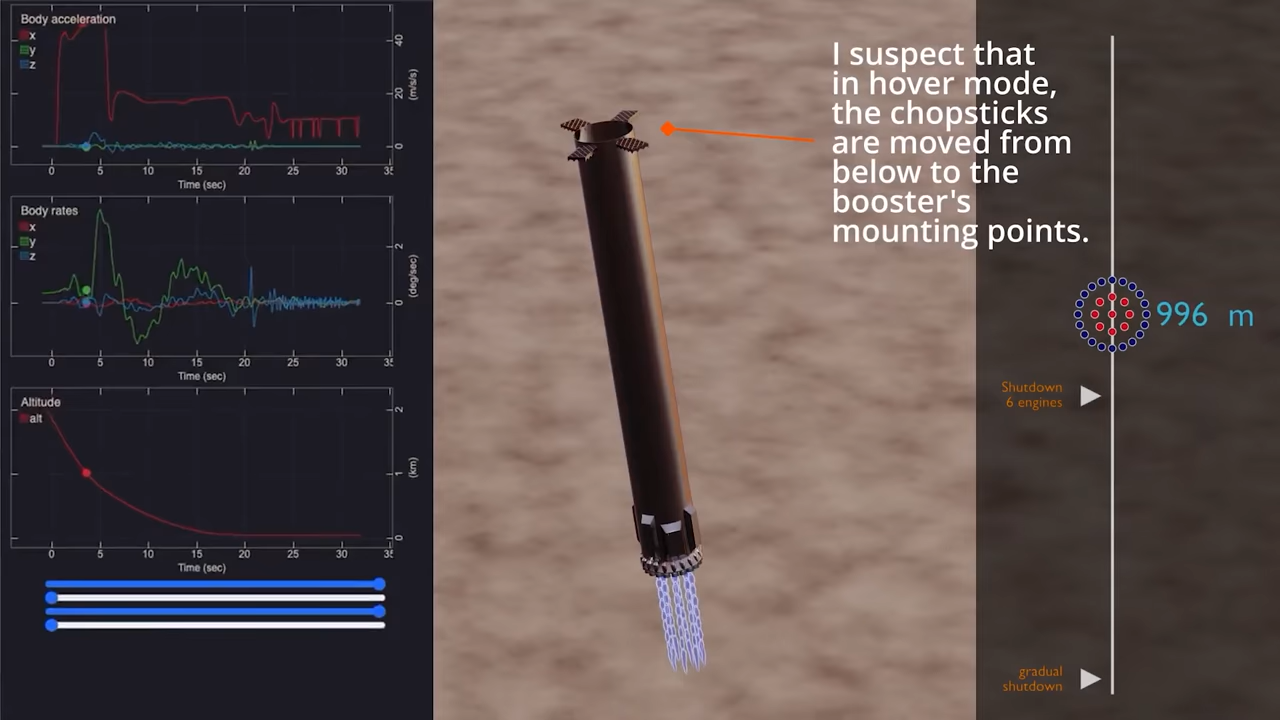 Body acceleration
x
y
z
40
20
0
(m/s/s)
0 5 10 15 20 25 30 35
Time (sec)
Body rates
x
y
z
2
0
(deg/sec)
0 5 10 15 20 25 30 35
Time (sec)
Altitude
alt
2
1
0
(km)
0 5 10 15 20 25 30
Time (sec)
I suspect that
in hover mode,
the chopsticks
are moved from
below to the
booster's
mounting points.
996 m
Shutdown
6 engines
gradual
shutdown